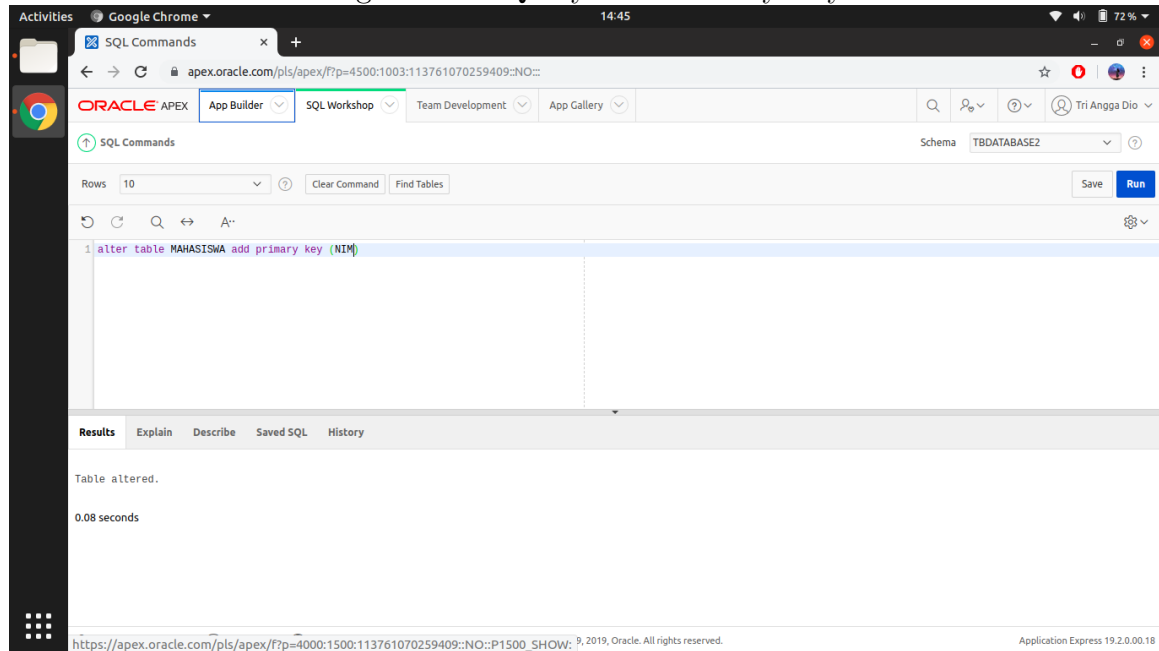 Activities Google Chrome 14:45 72 %
SQL Commands
apex.oracle.com/pls/apex/f?p=4500:1003:113761070259409::NO:::
ORACLE APEX App Builder SQL Workshop Team Development App Gallery Tri Angga Dio
SQL Commands Schema TBDATABASE2
Rows 10 Clear Command Find Tables Save Run
1 alter table MAHASISWA add primary key (NIM)
Results Explain Describe Saved SQL History
Table altered.
0.08 seconds
https://apex.oracle.com/pls/apex/f?p=4000:1500:113761070259409::NO::P1500_SHOW: 9, 2019, Oracle. All rights reserved. Application Express 19.2.0.00.18